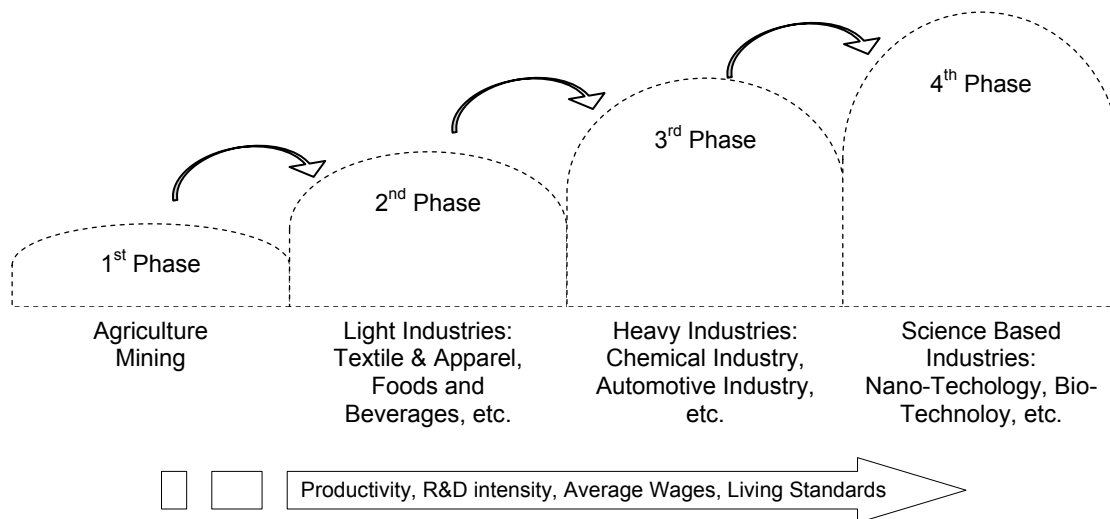 1st Phase
2nd Phase
3rd Phase
4th Phase
Agriculture
Mining
Light Industries:
Textile & Apparel,
Foods and
Beverages, etc.
Heavy Industries:
Chemical Industry,
Automotive Industry,
etc.
Science Based
Industries:
Nano-Techology, Bio-
Technoloy, etc.
Productivity, R&D intensity, Average Wages, Living Standards